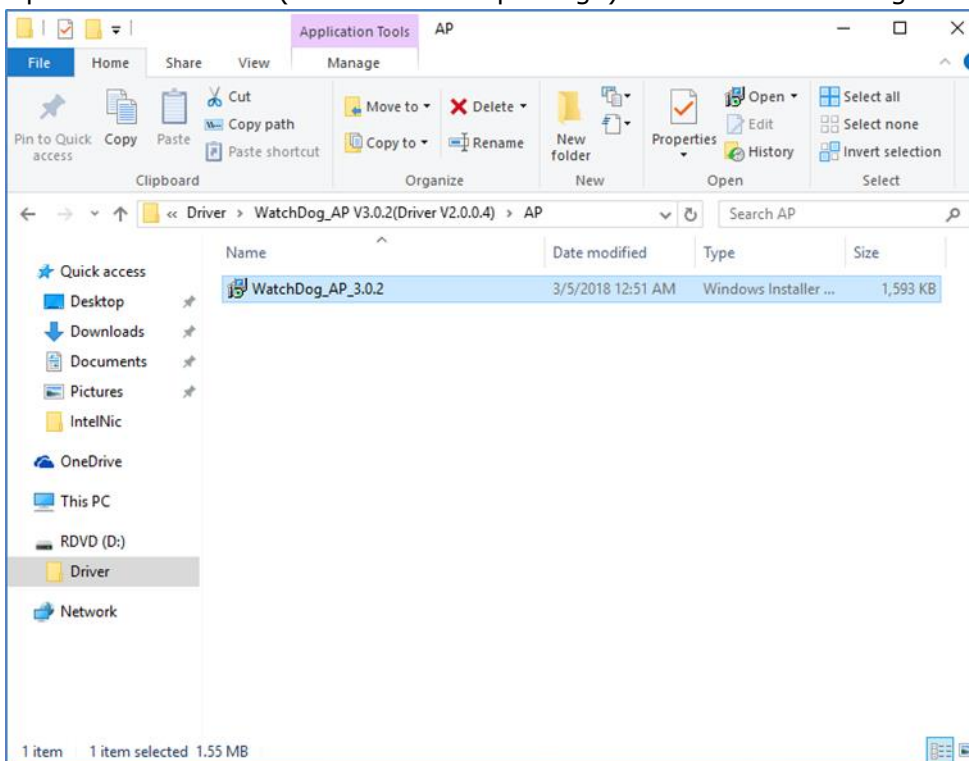 AP
Application Tools
File Home Share View Manage
Pin to Quick access
Copy
Paste
Cut
Copy path
Paste shortcut
Clipboard
Move to
Copy to
Delete
Rename
Organize
New folder
New
Properties
Open
Edit
History
Open
Select all
Select none
Invert selection
Select
« Driver > WatchDog_AP V3.0.2(Driver V2.0.0.4) > AP
Search AP
Name Date modified Type Size
WatchDog_AP_3.0.2 3/5/2018 12:51 AM Windows Installer ... 1,593 KB
Quick access
Desktop
Downloads
Documents
Pictures
IntelNic
OneDrive
This PC
RDVD (D:)
Driver
Network
1 item 1 item selected 1.55 MB